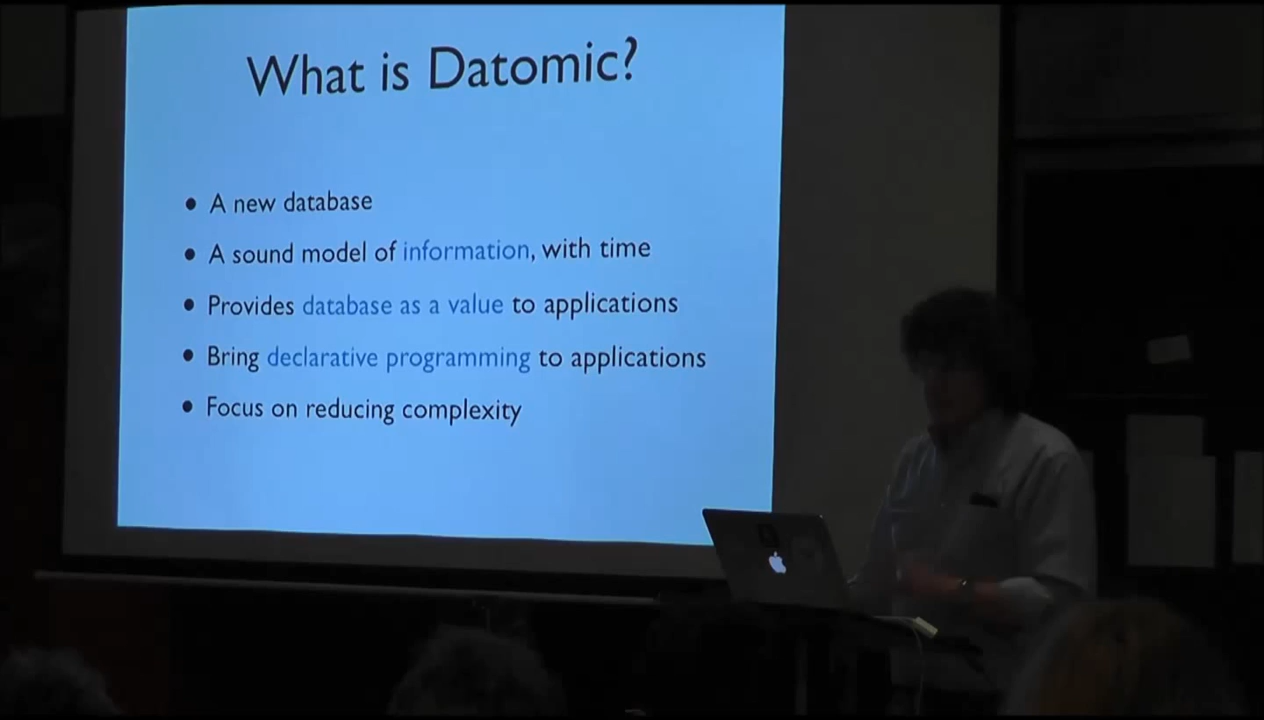 What is Datomic?
• A new database
• A sound model of information, with time
• Provides database as a value to applications
• Bring declarative programming to applications
• Focus on reducing complexity